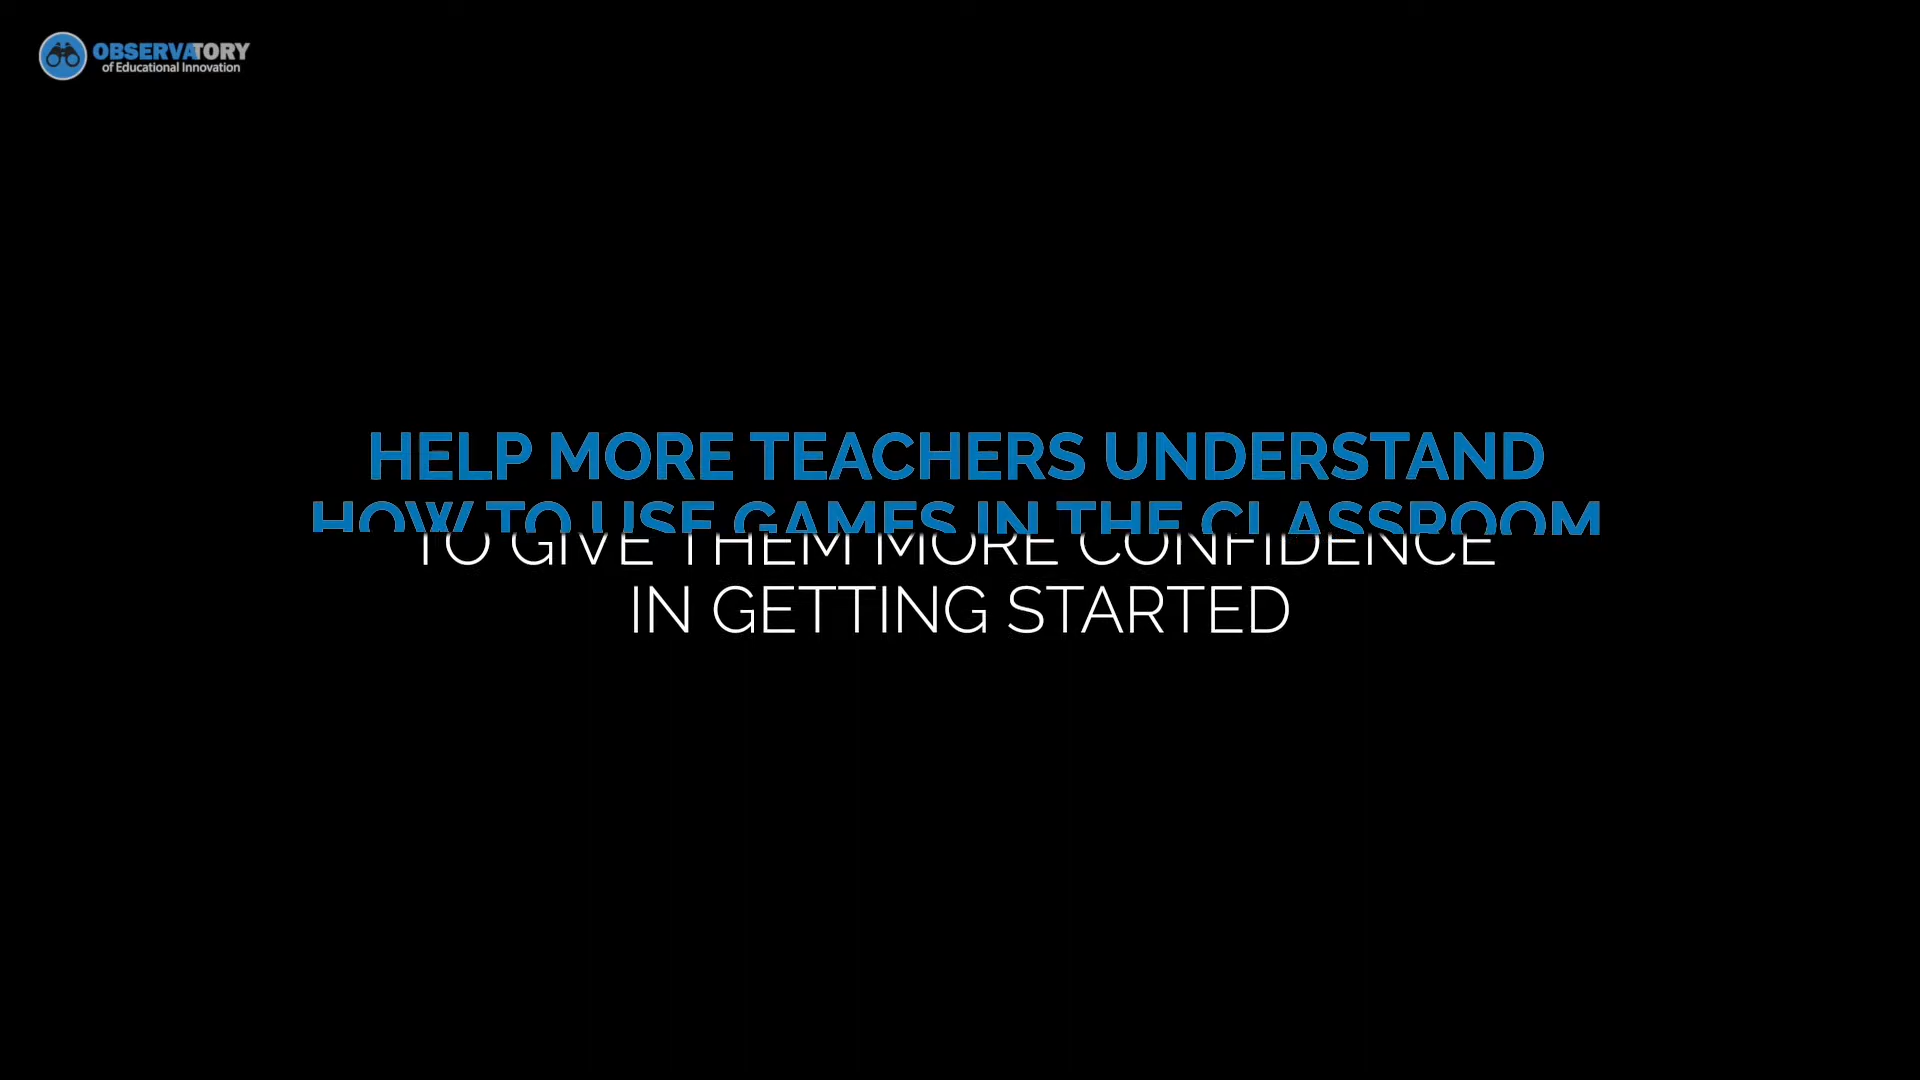 OBSERVATORY
of Educational Innovation
HELP MORE TEACHERS UNDERSTAND
HOW TO USE GAMES IN THE CLASSROOM
TO GIVE THEM MORE CONFIDENCE
IN GETTING STARTED